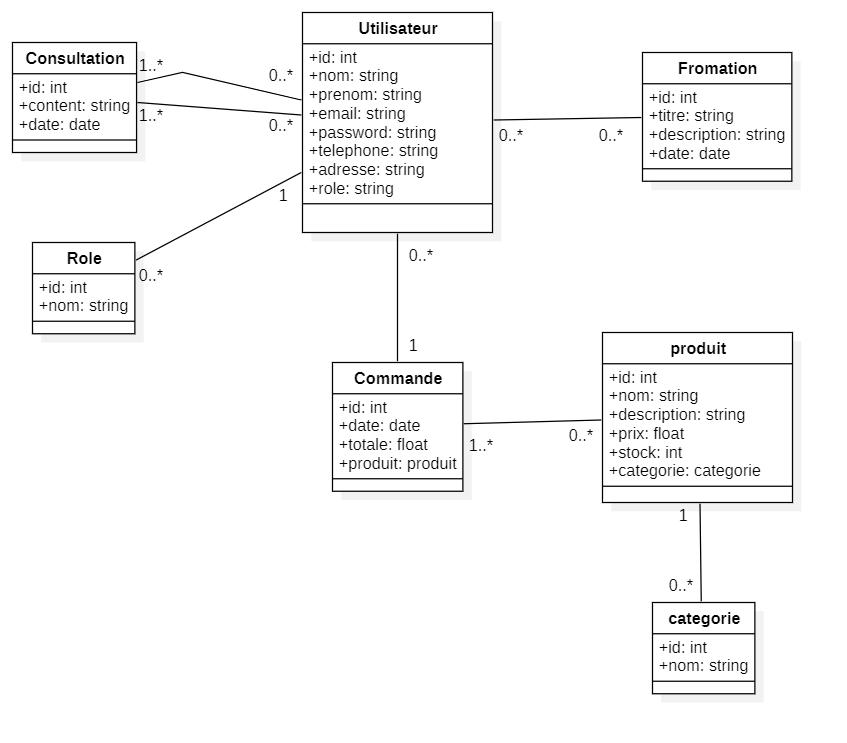 Utilisateur
+id: int
+nom: string
+prenom: string
+email: string
+password: string
+telephone: string
+adresse: string
+role: string
Consultation
+id: int
+content: string
+date: date
1..*
0..*
1..*
0..*
Fromation
+id: int
+titre: string
+description: string
+date: date
0..*
0..*
1
0..*
Role
+id: int
+nom: string
0..*
1
Commande
+id: int
+date: date
+totale: float
+produit: produit
1..*
0..*
produit
+id: int
+nom: string
+description: string
+prix: float
+stock: int
+categorie: categorie
1
0..*
categorie
+id: int
+nom: string